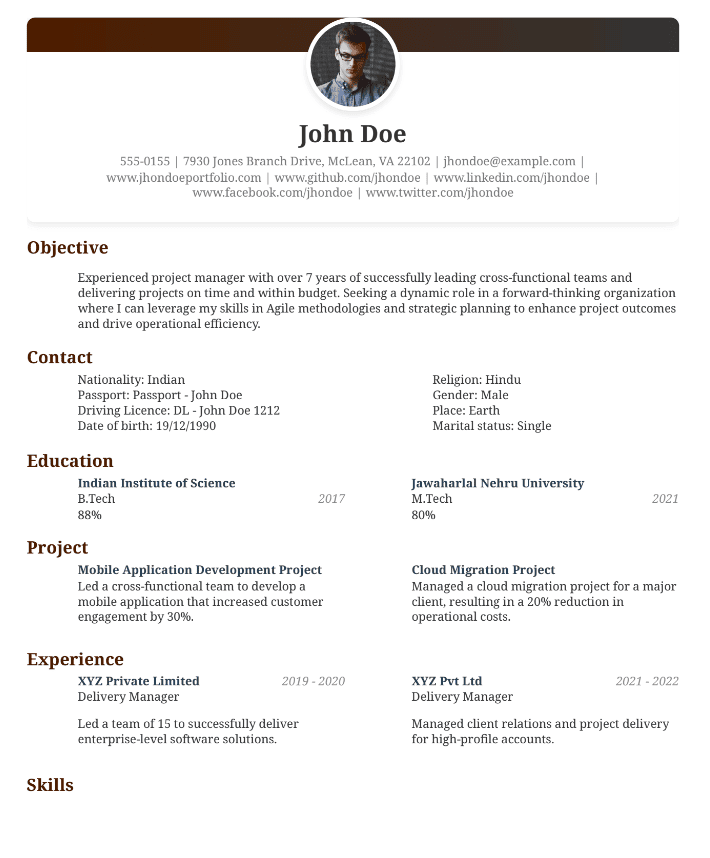 John Doe
555-0155 | 7930 Jones Branch Drive, McLean, VA 22102 | jhondoe@example.com |
www.jhondoeportfolio.com | www.github.com/jhondoe | www.linkedin.com/jhondoe |
www.facebook.com/jhondoe | www.twitter.com/jhondoe
Objective
Experienced project manager with over 7 years of successfully leading cross-functional teams and
delivering projects on time and within budget. Seeking a dynamic role in a forward-thinking organization
where I can leverage my skills in Agile methodologies and strategic planning to enhance project outcomes
and drive operational efficiency.
Contact
Nationality: Indian
Passport: Passport - John Doe
Driving Licence: DL - John Doe 1212
Date of birth: 19/12/1990
Religion: Hindu
Gender: Male
Place: Earth
Marital status: Single
Education
Indian Institute of Science
B.Tech 2017
88%
Jawaharlal Nehru University
M.Tech 2021
80%
Project
Mobile Application Development Project
Led a cross-functional team to develop a
mobile application that increased customer
engagement by 30%.
Cloud Migration Project
Managed a cloud migration project for a major
client, resulting in a 20% reduction in
operational costs.
Experience
XYZ Private Limited 2019 - 2020
Delivery Manager
Led a team of 15 to successfully deliver
enterprise-level software solutions.
XYZ Pvt Ltd 2021 - 2022
Delivery Manager
Managed client relations and project delivery
for high-profile accounts.
Skills